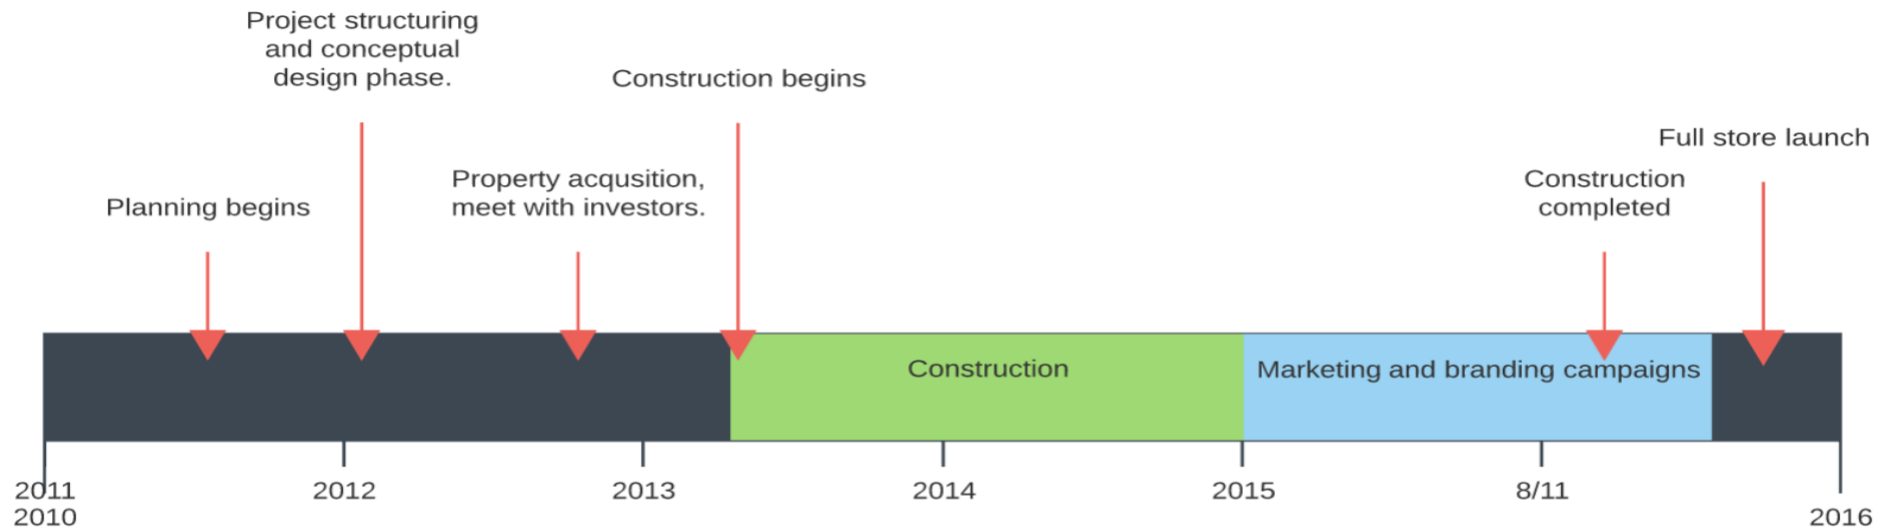 Project structuring
and conceptual
design phase.
Construction begins
Full store launch
Property acqusition,
meet with investors.
Construction
completed
Planning begins
Construction
Marketing and branding campaigns
2011
2012
2013
2014
2015
8/11
2010
2016